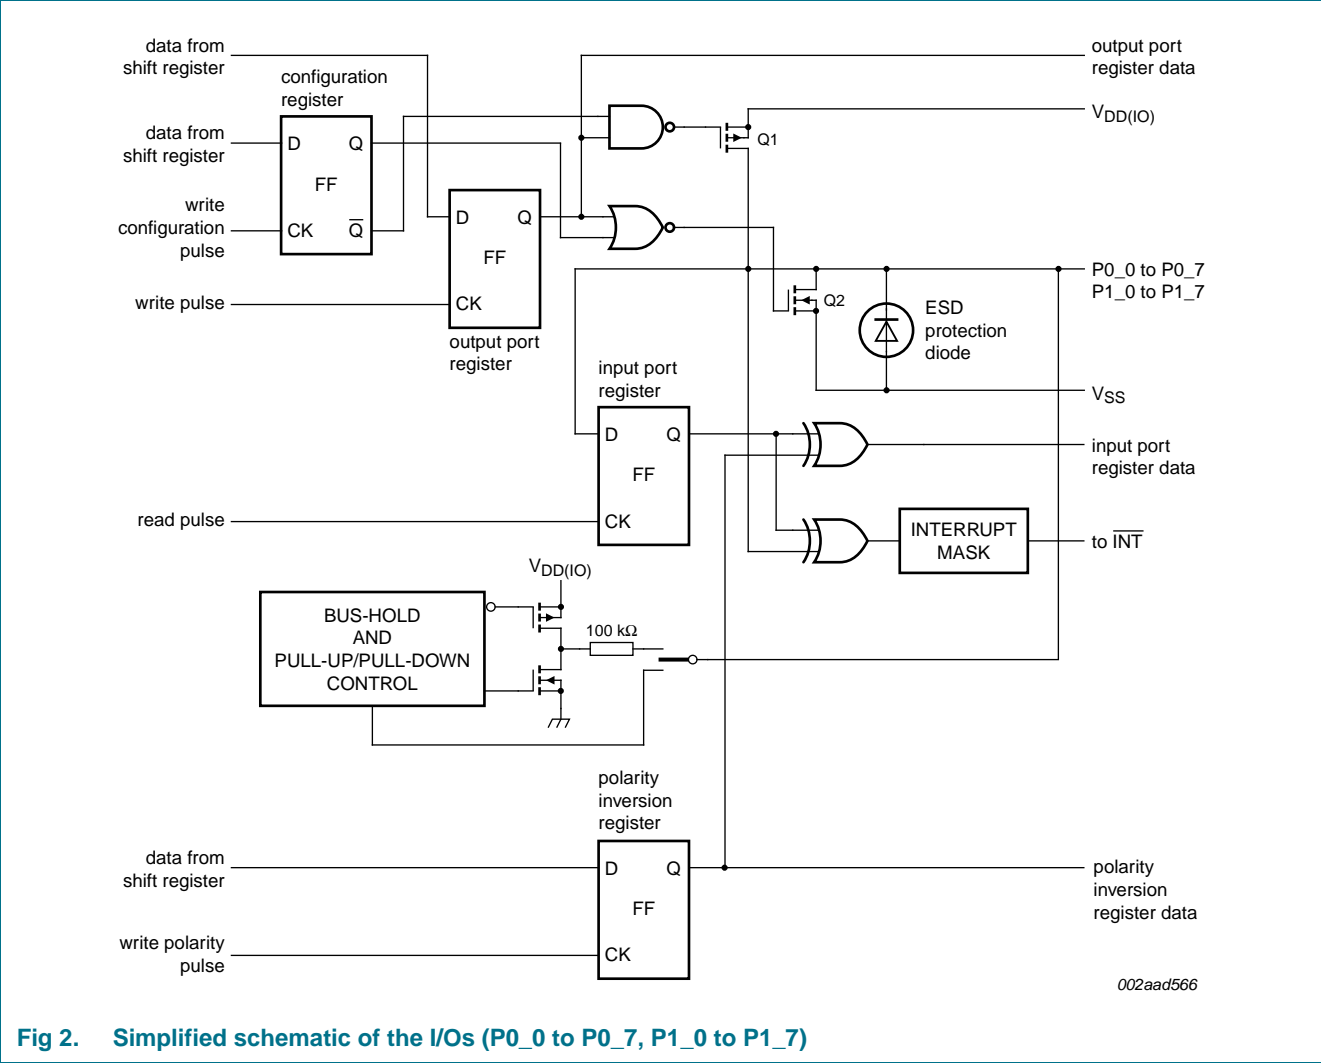 data from
shift register
configuration
register
data from
shift register
write
configuration
pulse
D
Q
FF
CK
Q̅
write pulse
D
Q
FF
CK
output port
register
output port
register data
VDD(IO)
Q1
P0_0 to P0_7
P1_0 to P1_7
Q2
ESD
protection
diode
VSS
input port
register
D
Q
FF
CK
read pulse
input port
register data
INTERRUPT
MASK
to I̅N̅T̅
VDD(IO)
BUS-HOLD
AND
PULL-UP/PULL-DOWN
CONTROL
100 kΩ
polarity
inversion
register
data from
shift register
D
Q
FF
CK
write polarity
pulse
polarity
inversion
register data
002aad566
Fig 2. Simplified schematic of the I/Os (P0_0 to P0_7, P1_0 to P1_7)